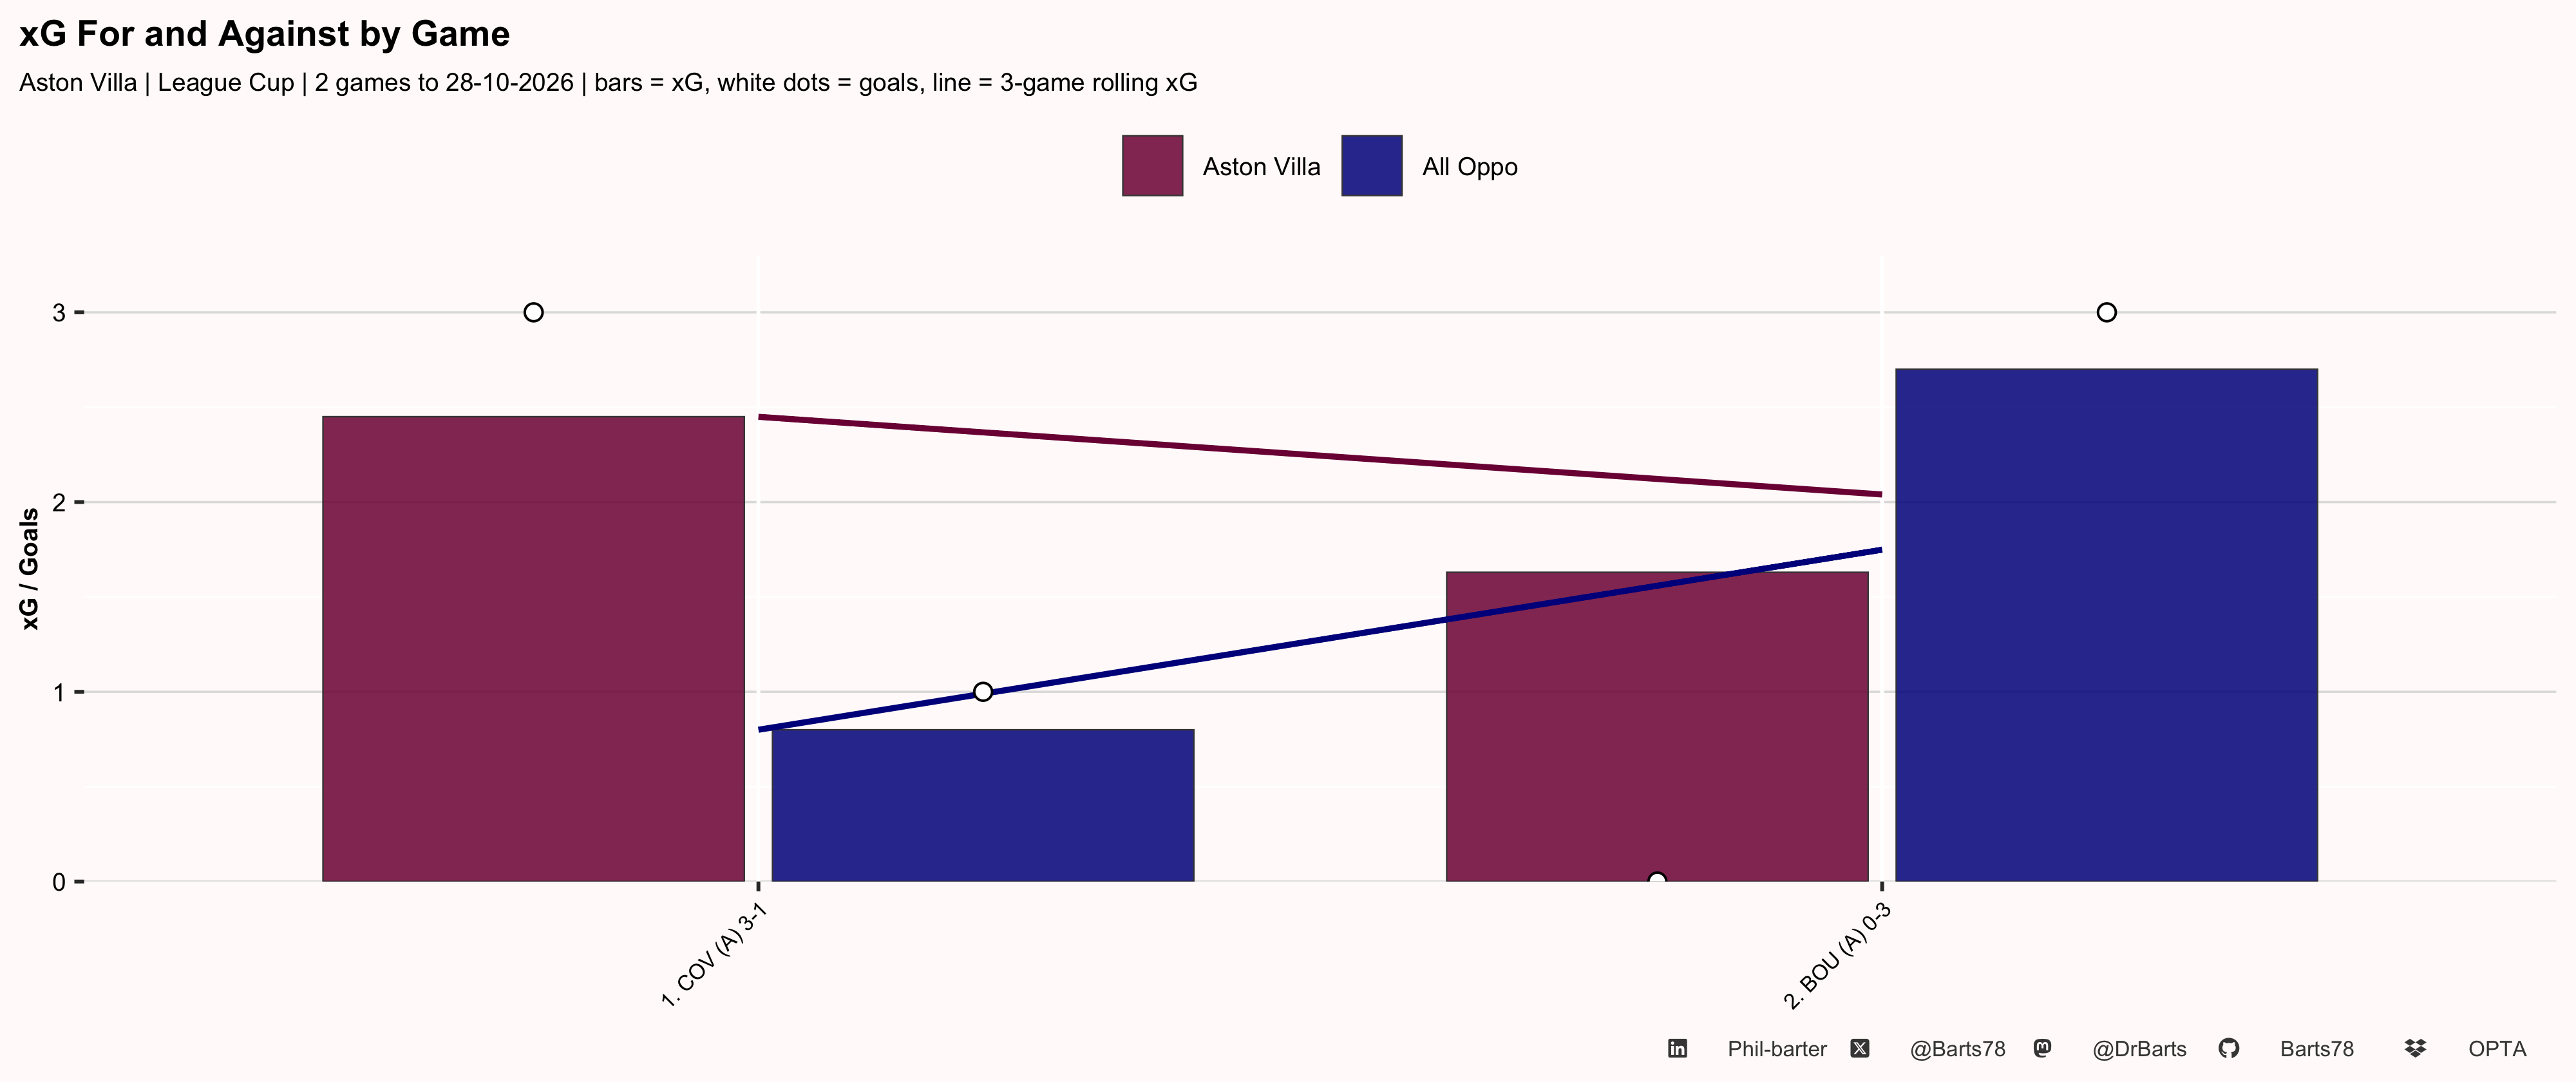 xG For and Against by Game
Aston Villa | League Cup | 2 games to 28-10-2026 | bars = xG, white dots = goals, line = 3-game rolling xG
Aston Villa
All Oppo
xG / Goals
3
2
1
0
1. COV (A) 3-1
2. BOU (A) 0-3
Phil-barter @Barts78 @DrBarts Barts78 OPTA